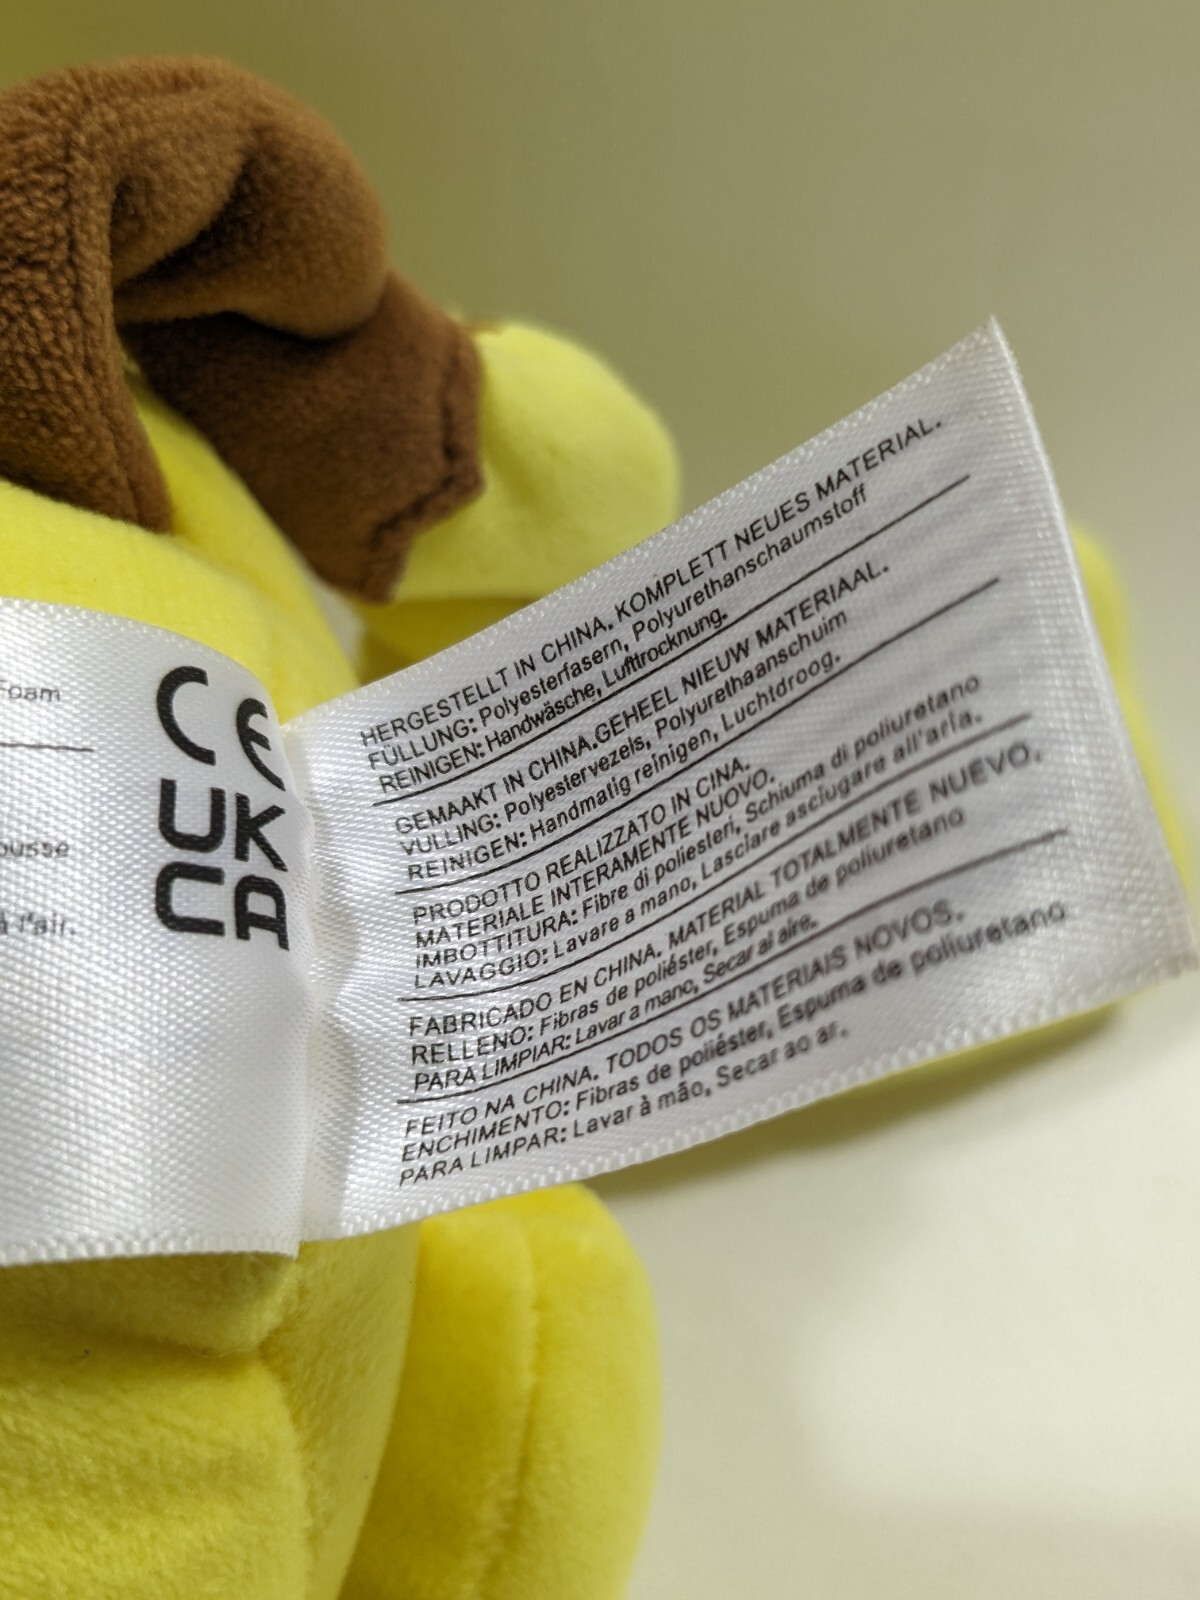 Foam
ousse
à l'air.
CE
UK
CA
HERGESTELLT IN CHINA. KOMPLETT NEUES MATERIAL.
FÜLLUNG: Polyesterfasern, Polyurethanschaumstoff
REINIGEN: Handwäsche, Lufttrocknung.
GEMAAKT IN CHINA.GEHEEL NIEUW MATERIAAL.
VULLING: Polyestervezels, Polyurethaanschuim
REINIGEN: Handmatig reinigen, Luchtdroog.
PRODOTTO REALIZZATO IN CINA.
MATERIALE INTERAMENTE NUOVO.
IMBOTTITURA: Fibre di poliesteri, Schiuma di poliuretano
LAVAGGIO: Lavare a mano, Lasciare asciugare all'aria.
FABRICADO EN CHINA. MATERIAL TOTALMENTE NUEVO.
RELLENO: Fibras de poliéster, Espuma de poliuretano
PARA LIMPIAR: Lavar a mano, Secar al aire.
FEITO NA CHINA. TODOS OS MATERIAIS NOVOS.
ENCHIMENTO: Fibras de poliéster, Espuma de poliuretano
PARA LIMPAR: Lavar à mão, Secar ao ar.